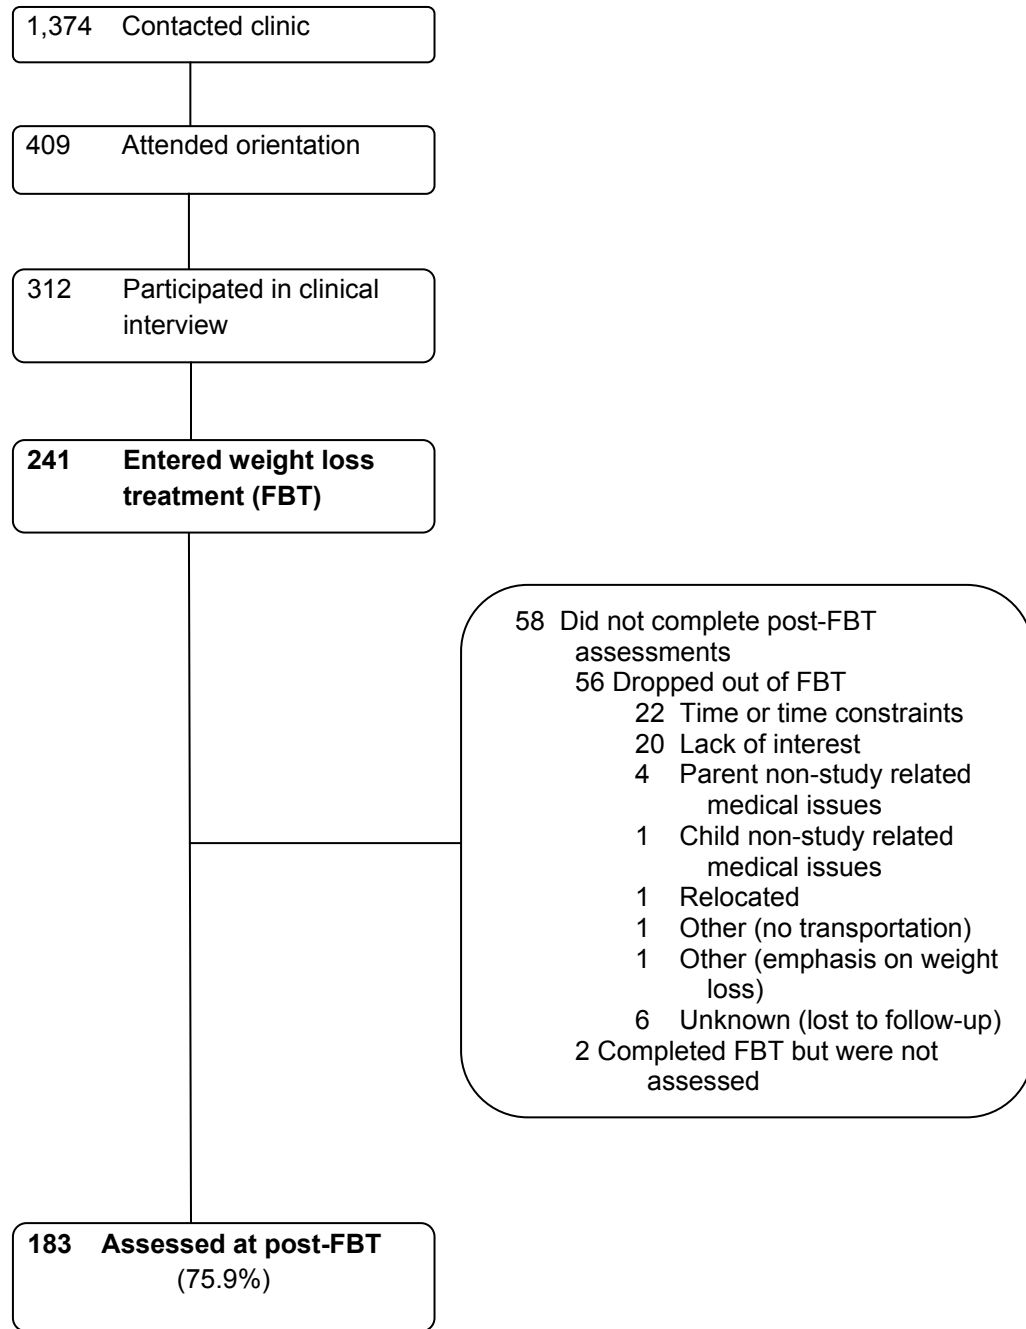 1,374 Contacted clinic
409 Attended orientation
312 Participated in clinical
interview
241 Entered weight loss
treatment (FBT)
58 Did not complete post-FBT
assessments
56 Dropped out of FBT
22 Time or time constraints
20 Lack of interest
4 Parent non-study related
medical issues
1 Child non-study related
medical issues
1 Relocated
1 Other (no transportation)
1 Other (emphasis on weight
loss)
6 Unknown (lost to follow-up)
2 Completed FBT but were not
assessed
183 Assessed at post-FBT
(75.9%)